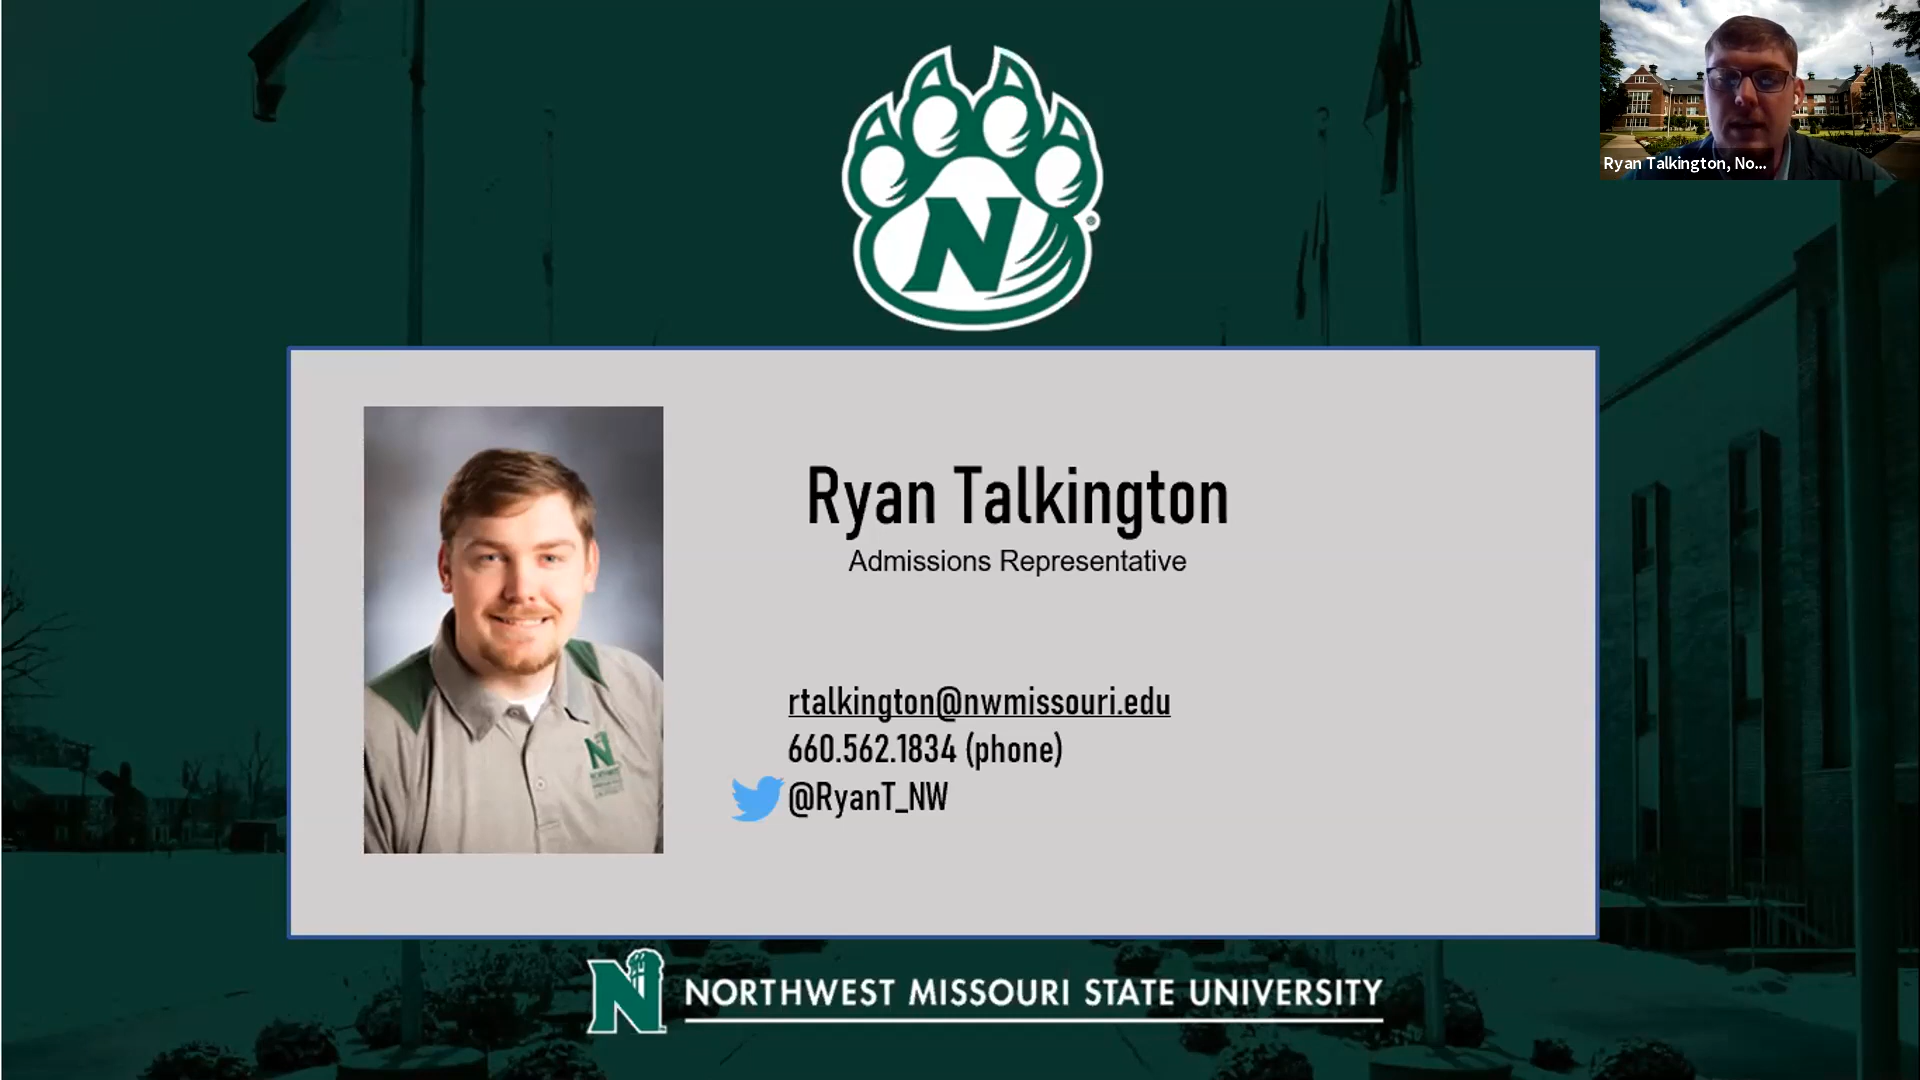 Ryan Talkington, No...
N
Ryan Talkington
Admissions Representative
rtalkington@nwmissouri.edu
660.562.1834 (phone)
@RyanT_NW
N
NORTHWEST
N NORTHWEST MISSOURI STATE UNIVERSITY